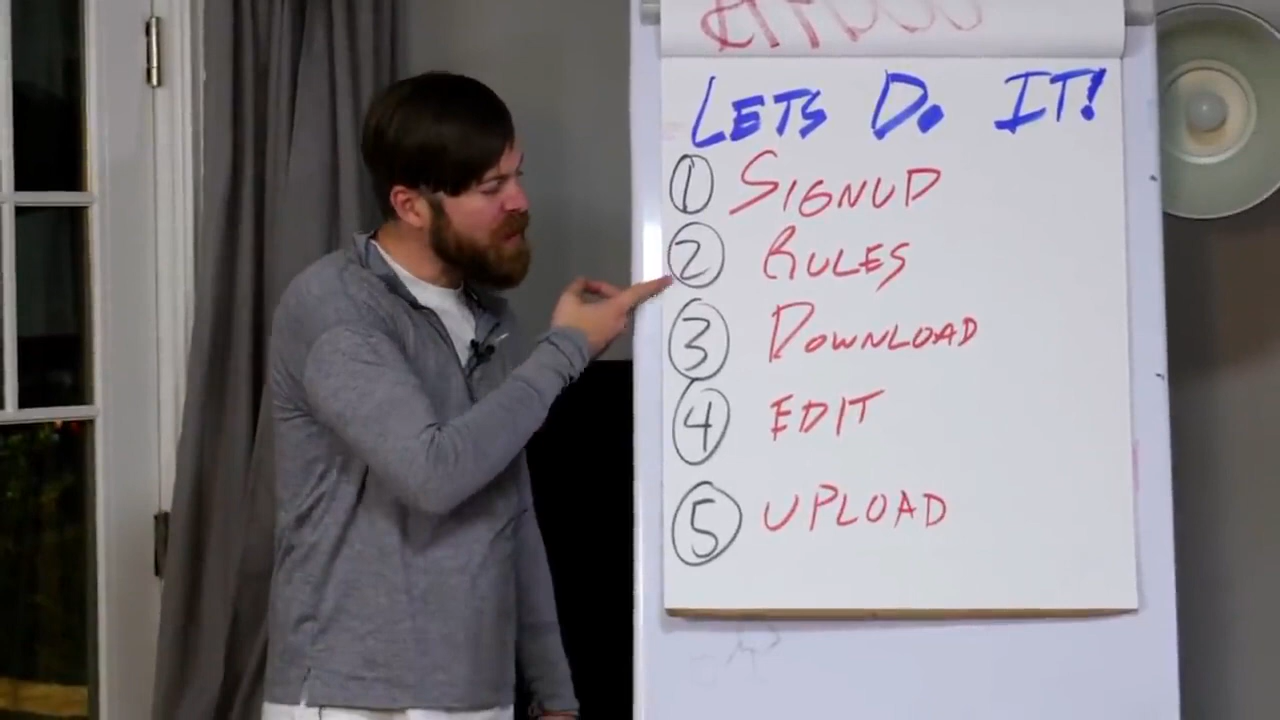 LETS DO IT!
1 SIGNUP
2 RULES
3 DOWNLOAD
4 EDIT
5 UPLOAD